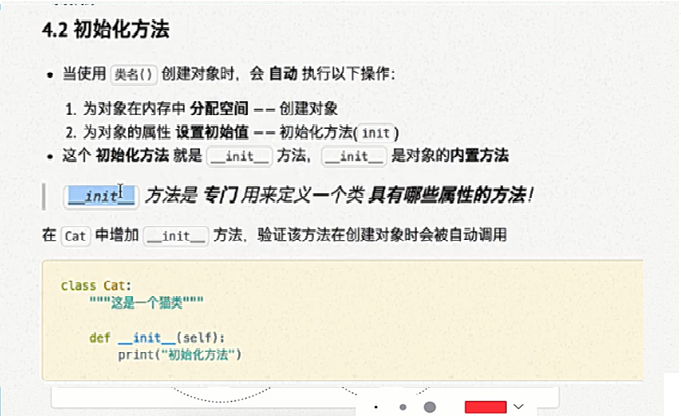 4.2 初始化方法
• 当使用 类名() 创建对象时，会 自动 执行以下操作：
1. 为对象在内存中 分配空间 —— 创建对象
2. 为对象的属性 设置初始值 —— 初始化方法(init)
• 这个 初始化方法 就是 __init__ 方法，__init__ 是对象的内置方法
__init__ 方法是 专门 用来定义一个类 具有哪些属性的方法！
在 Cat 中增加 __init__ 方法，验证该方法在创建对象时会被自动调用
class Cat:
    """这是一个猫类"""
    def __init__(self):
        print("初始化方法")